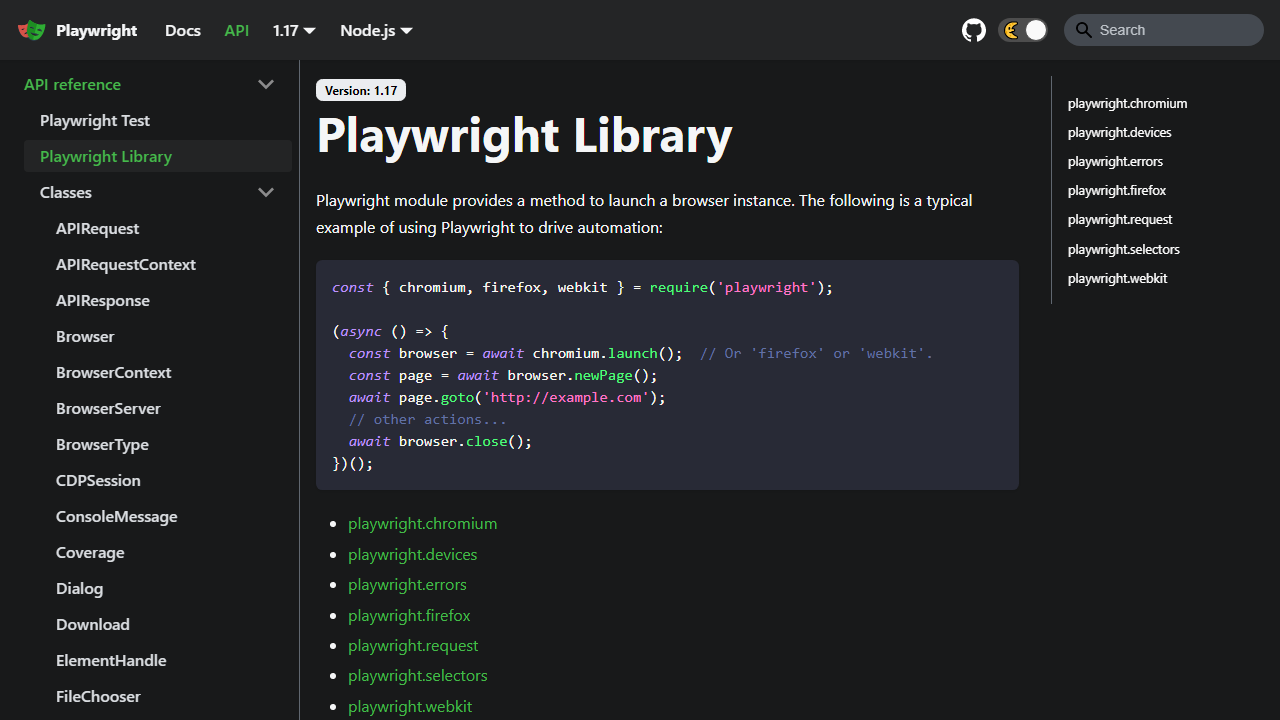 Playwright
Docs
API
1.17
Node.js
Search
API reference
Playwright Test
Playwright Library
Classes
APIRequest
APIRequestContext
APIResponse
Browser
BrowserContext
BrowserServer
BrowserType
CDPSession
ConsoleMessage
Coverage
Dialog
Download
ElementHandle
FileChooser
Version: 1.17
Playwright Library
Playwright module provides a method to launch a browser instance. The following is a typical
example of using Playwright to drive automation:
const { chromium, firefox, webkit } = require('playwright');
(async () => {
  const browser = await chromium.launch();  // Or 'firefox' or 'webkit'.
  const page = await browser.newPage();
  await page.goto('http://example.com');
  // other actions...
  await browser.close();
})();
playwright.chromium
playwright.devices
playwright.errors
playwright.firefox
playwright.request
playwright.selectors
playwright.webkit
playwright.chromium
playwright.devices
playwright.errors
playwright.firefox
playwright.request
playwright.selectors
playwright.webkit